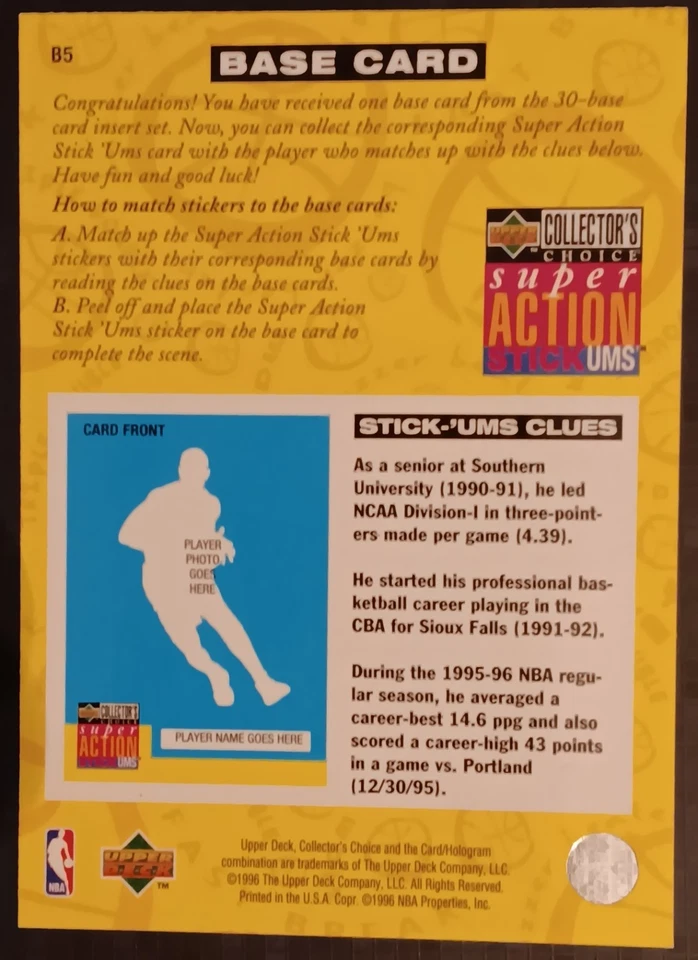 B5
BASE CARD
Congratulations! You have received one base card from the 30-base
card insert set. Now, you can collect the corresponding Super Action
Stick 'Ums card with the player who matches up with the clues below.
Have fun and good luck!
How to match stickers to the base cards:
A. Match up the Super Action Stick 'Ums
stickers with their corresponding base cards by
reading the clues on the base cards.
B. Peel off and place the Super Action
Stick 'Ums sticker on the base card to
complete the scene.
UPPER DECK
COLLECTOR'S
CHOICE
super
ACTION
STICK UMS™
CARD FRONT
PLAYER
PHOTO
GOES
HERE
COLLECTOR'S
CHOICE
super
ACTION
STICK UMS
PLAYER NAME GOES HERE
STICK-'UMS CLUES
As a senior at Southern
University (1990-91), he led
NCAA Division-I in three-point-
ers made per game (4.39).
He started his professional bas-
ketball career playing in the
CBA for Sioux Falls (1991-92).
During the 1995-96 NBA regu-
lar season, he averaged a
career-best 14.6 ppg and also
scored a career-high 43 points
in a game vs. Portland
(12/30/95).
NBA
UPPER
DECK
™
Upper Deck, Collector's Choice and the Card/Hologram
combination are trademarks of The Upper Deck Company, LLC.
©1996 The Upper Deck Company, LLC. All Rights Reserved.
Printed in the U.S.A. Copr. ©1996 NBA Properties, Inc.